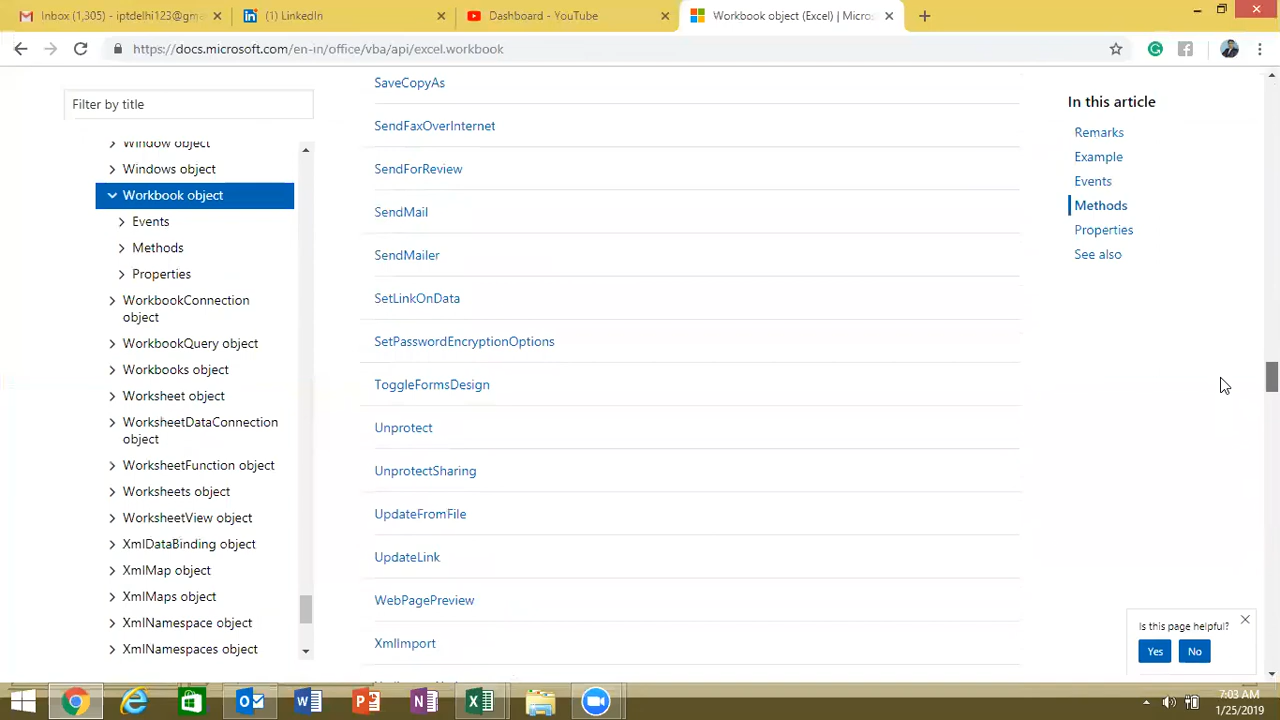 Inbox (1,305) - iptdelhi123@gma
(1) LinkedIn
Dashboard - YouTube
Workbook object (Excel) | Micros
https://docs.microsoft.com/en-in/office/vba/api/excel.workbook
Filter by title
Window object
Windows object
Workbook object
Events
Methods
Properties
WorkbookConnection
object
WorkbookQuery object
Workbooks object
Worksheet object
WorksheetDataConnection
object
WorksheetFunction object
Worksheets object
WorksheetView object
XmlDataBinding object
XmlMap object
XmlMaps object
XmlNamespace object
XmlNamespaces object
SaveCopyAs
SendFaxOverInternet
SendForReview
SendMail
SendMailer
SetLinkOnData
SetPasswordEncryptionOptions
ToggleFormsDesign
Unprotect
UnprotectSharing
UpdateFromFile
UpdateLink
WebPagePreview
XmlImport
In this article
Remarks
Example
Events
Methods
Properties
See also
Is this page helpful?
Yes
No
7:03 AM
1/25/2019